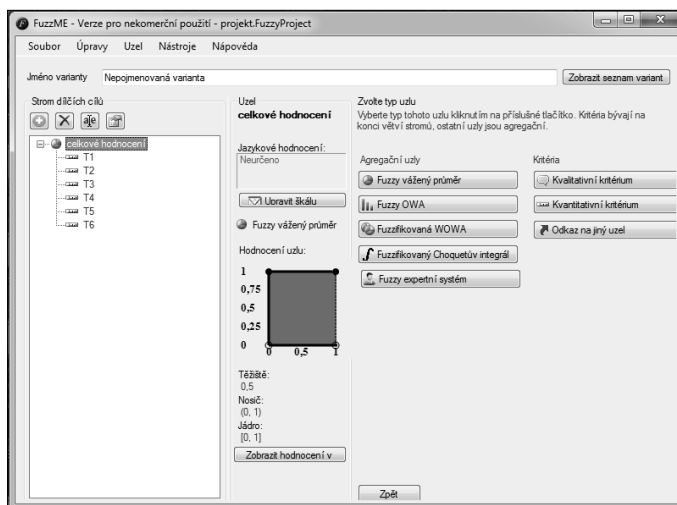 FuzzME - Verze pro nekomerční použití - projekt.FuzzyProject
Soubor Úpravy Uzel Nástroje Nápověda
Jméno varianty Nepojmenovaná varianta Zobrazit seznam variant
Strom dílčích cílů
celkové hodnocení
T1
T2
T3
T4
T5
T6
Uzel
celkové hodnocení
Jazykové hodnocení:
Neurčeno
Upravit škálu
Fuzzy vážený průměr
Hodnocení uzlu:
1
0,75
0,5
0,25
0
0 0,5 1
Těžiště:
0,5
Nosič:
(0, 1)
Jádro:
[0, 1]
Zobrazit hodnocení v
Zvolte typ uzlu
Vyberte typ tohoto uzlu kliknutím na příslušné tlačítko. Kritéria bývají na
konci větví stromů, ostatní uzly jsou agregační.
Agregační uzly
Fuzzy vážený průměr
Fuzzy OWA
Fuzzifikovaná WOWA
Fuzzifikovaný Choquetův integrál
Fuzzy expertní systém
Kritéria
Kvalitativní kritérium
Kvantitativní kritérium
Odkaz na jiný uzel
Zpět